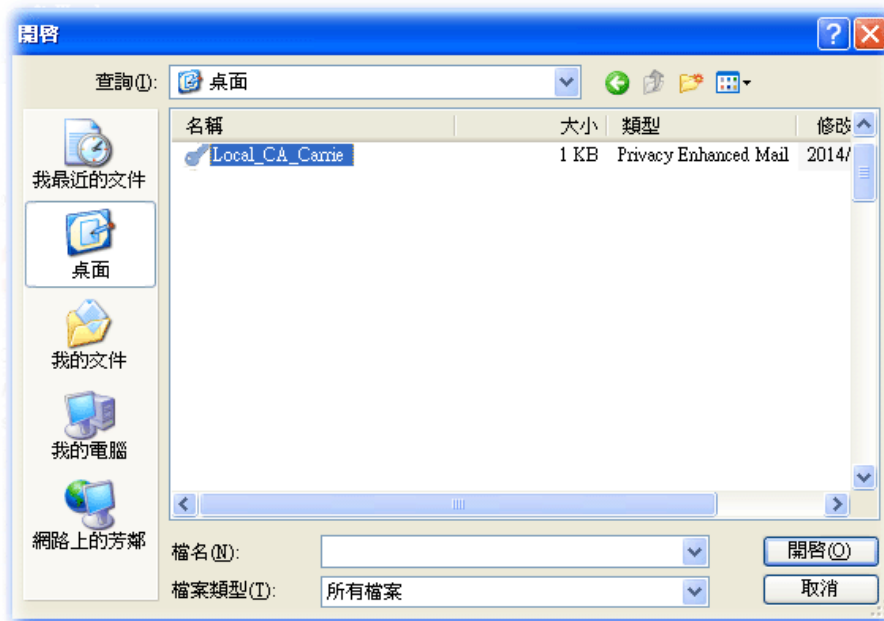 開啓
查詢(I): 桌面
名稱 大小 類型 修改
Local_CA_Carrie 1 KB Privacy Enhanced Mail 2014/
我最近的文件
桌面
我的文件
我的電腦
網路上的芳鄰
檔名(N): 開啓(O)
檔案類型(T): 所有檔案 取消